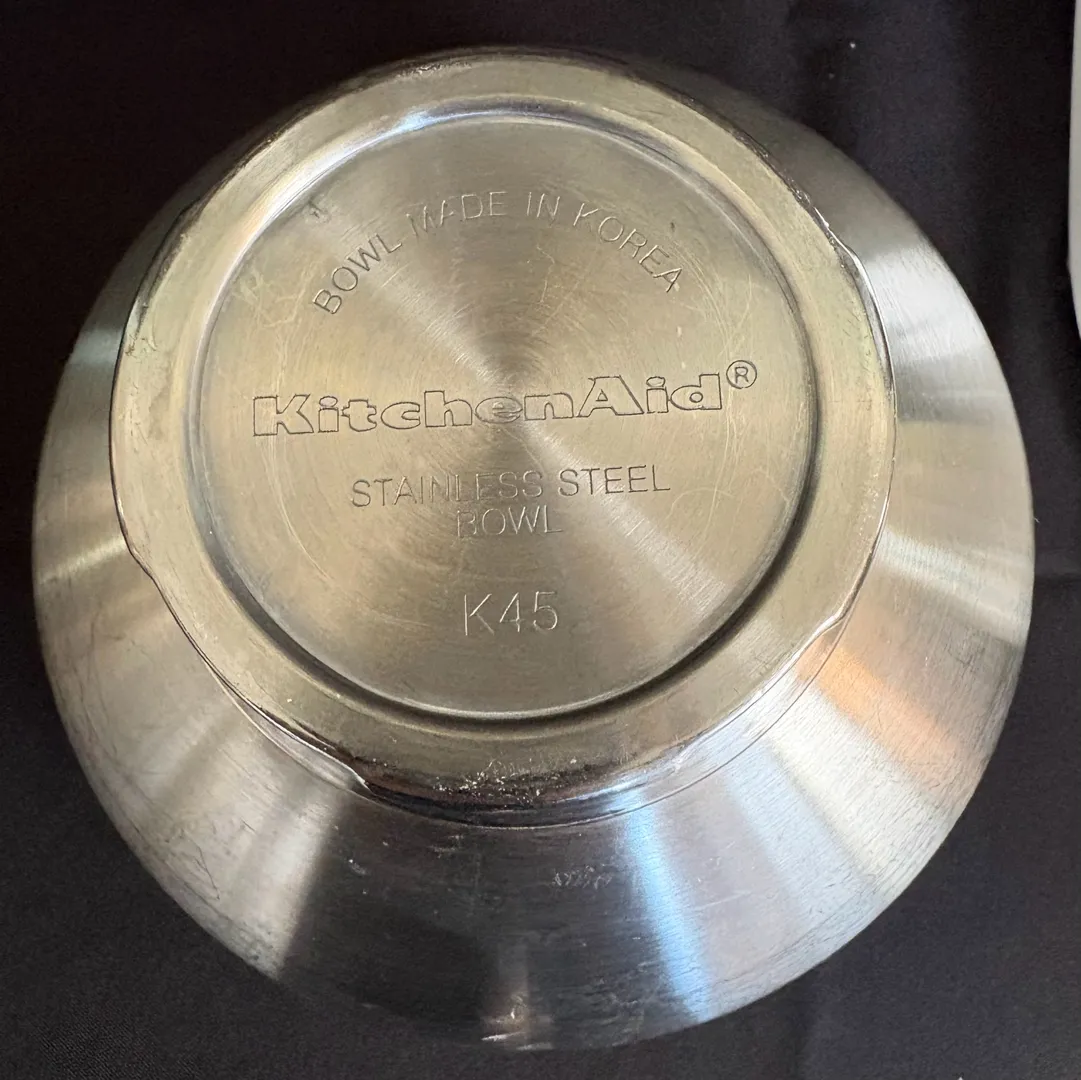 BOWL MADE IN KOREA
KitchenAid®
STAINLESS STEEL
BOWL
K45